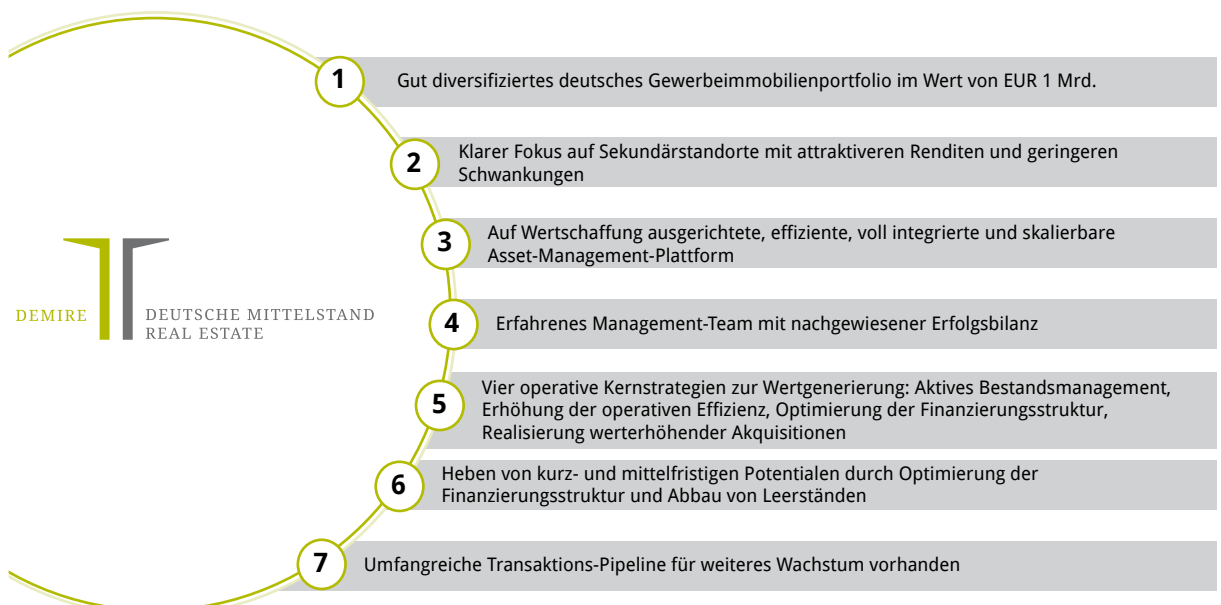 1
Gut diversifiziertes deutsches Gewerbeimmobilienportfolio im Wert von EUR 1 Mrd.
2
Klarer Fokus auf Sekundärstandorte mit attraktiveren Renditen und geringeren
Schwankungen
3
Auf Wertschaffung ausgerichtete, effiziente, voll integrierte und skalierbare
Asset-Management-Plattform
DEMIRE
DEUTSCHE MITTELSTAND
REAL ESTATE
4
Erfahrenes Management-Team mit nachgewiesener Erfolgsbilanz
5
Vier operative Kernstrategien zur Wertgenerierung: Aktives Bestandsmanagement,
Erhöhung der operativen Effizienz, Optimierung der Finanzierungsstruktur,
Realisierung werterhöhender Akquisitionen
6
Heben von kurz- und mittelfristigen Potentialen durch Optimierung der
Finanzierungsstruktur und Abbau von Leerständen
7
Umfangreiche Transaktions-Pipeline für weiteres Wachstum vorhanden